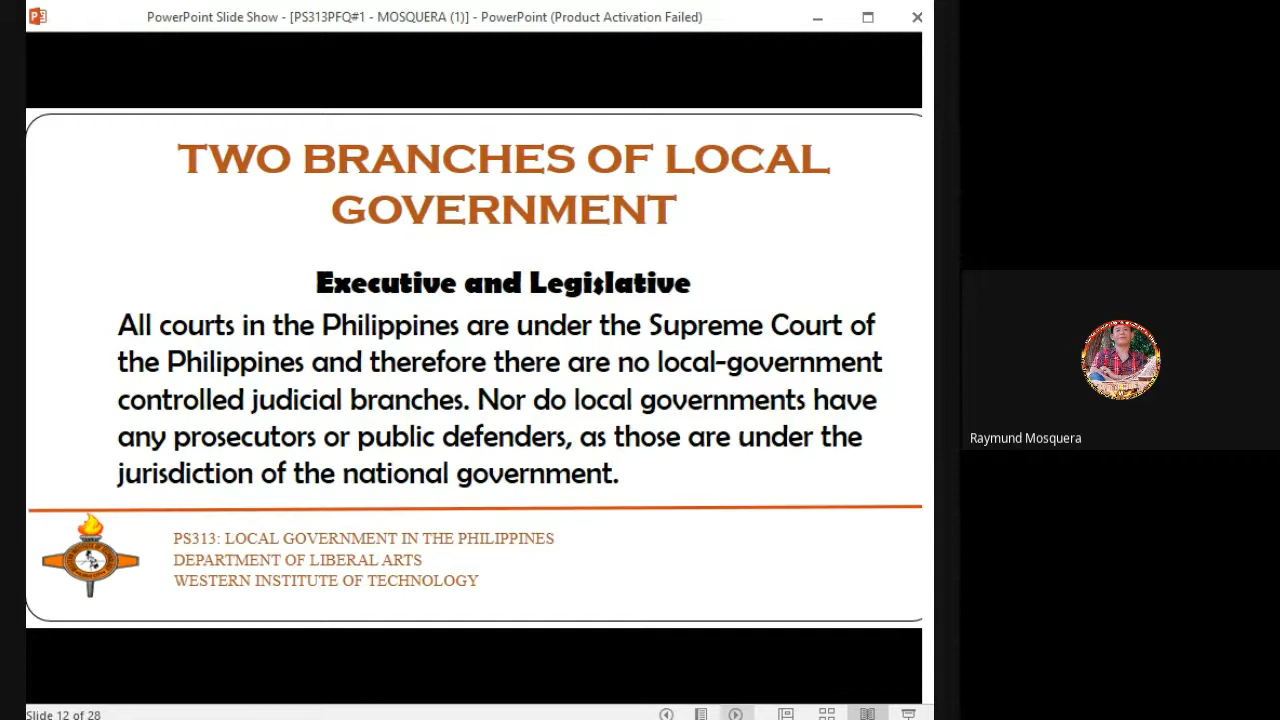 PowerPoint Slide Show - [PS313PFQ#1 - MOSQUERA (1)] - PowerPoint (Product Activation Failed)
TWO BRANCHES OF LOCAL
GOVERNMENT
Executive and Legislative
All courts in the Philippines are under the Supreme Court of
the Philippines and therefore there are no local-government
controlled judicial branches. Nor do local governments have
any prosecutors or public defenders, as those are under the
jurisdiction of the national government.
PS313: LOCAL GOVERNMENT IN THE PHILIPPINES
DEPARTMENT OF LIBERAL ARTS
WESTERN INSTITUTE OF TECHNOLOGY
Raymund Mosquera
Slide 12 of 28